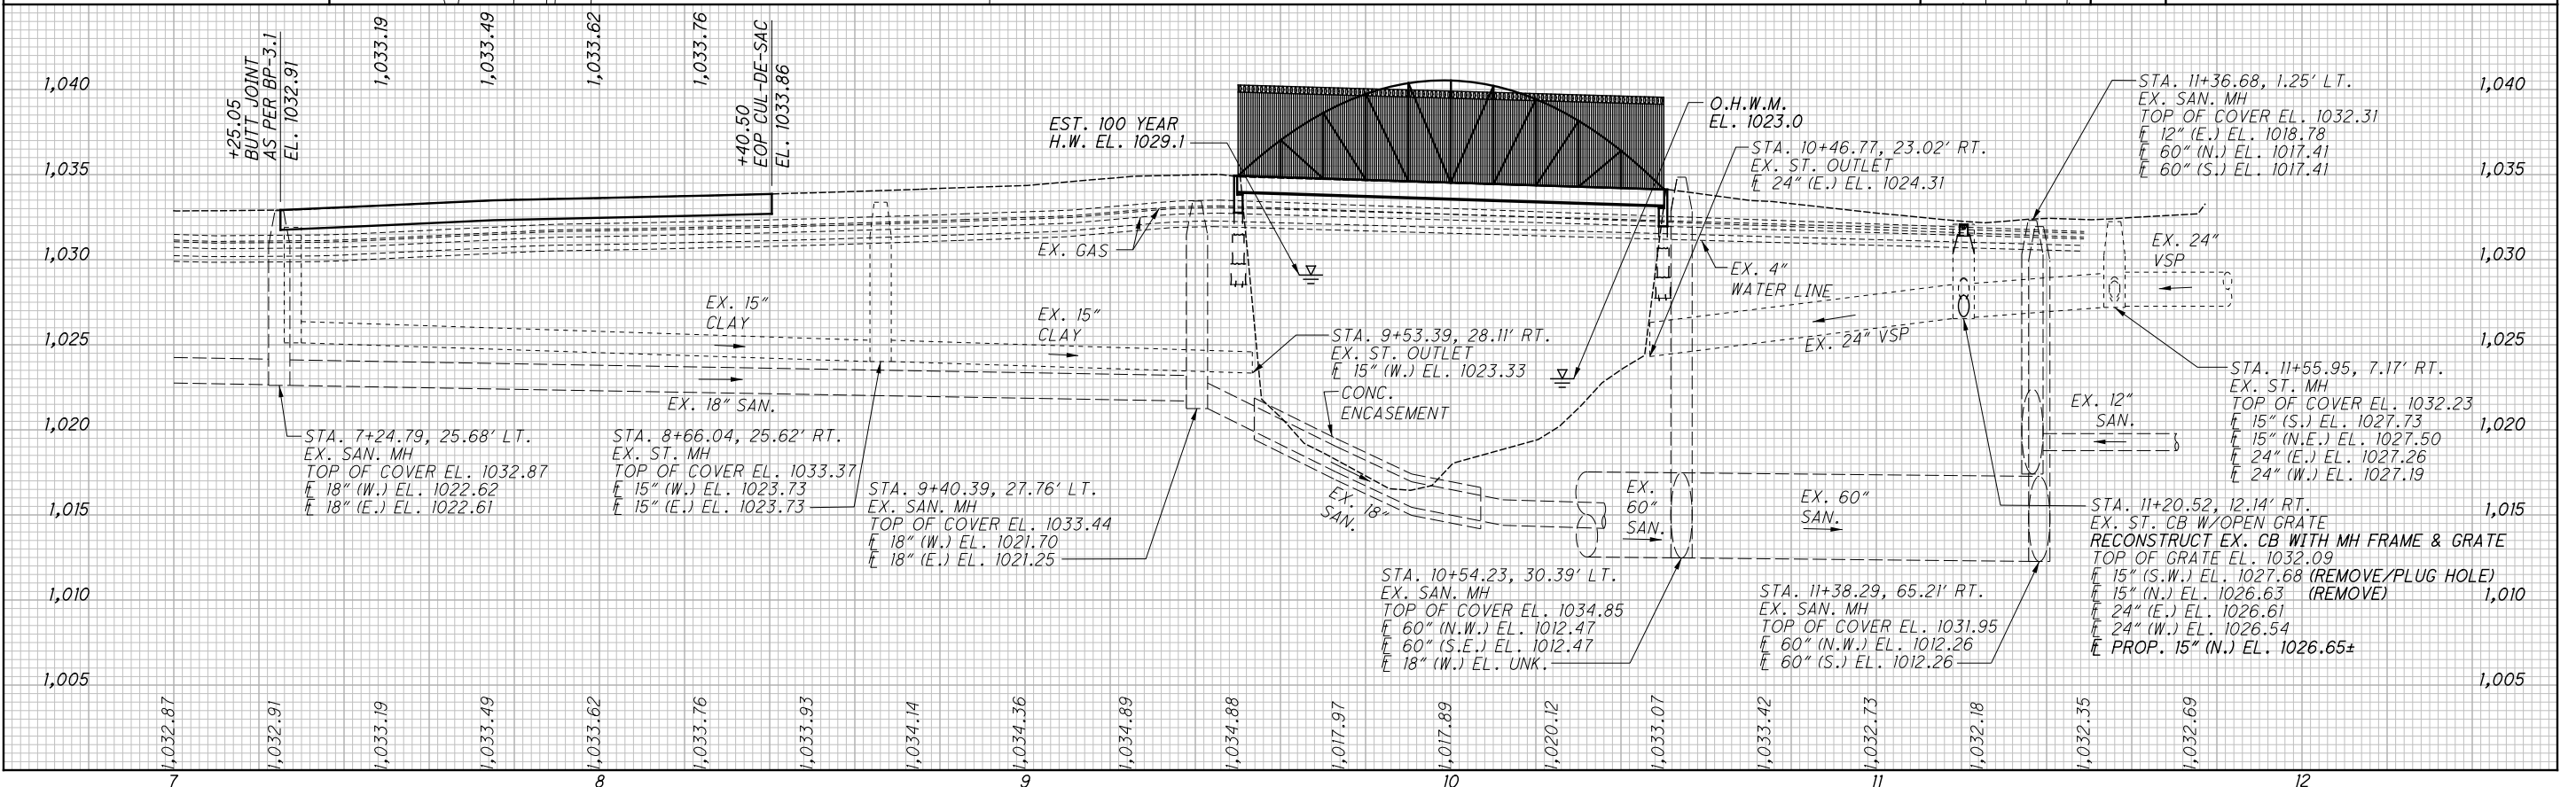 +25.05
BUTT JOINT
AS PER BP-3.1
EL. 1032.91
1,033.19
1,033.49
1,033.62
1,033.76
+40.50
EOP CUL-DE-SAC
EL. 1033.86
1,040
1,035
1,030
1,025
1,020
1,015
1,010
1,005
EST. 100 YEAR
H.W. EL. 1029.1
O.H.W.M.
EL. 1023.0
STA. 10+46.77, 23.02' RT.
EX. ST. OUTLET
℄ 24" (E.) EL. 1024.31
STA. 11+36.68, 1.25' LT.
EX. SAN. MH
TOP OF COVER EL. 1032.31
℄ 12" (E.) EL. 1018.78
℄ 60" (N.) EL. 1017.41
℄ 60" (S.) EL. 1017.41
1,040
1,035
1,030
1,025
1,020
1,015
1,010
1,005
EX. GAS
EX. 4"
WATER LINE
EX. 24"
VSP
EX. 24" VSP
EX. 15"
CLAY
EX. 15"
CLAY
EX. 18" SAN.
STA. 9+53.39, 28.11' RT.
EX. ST. OUTLET
℄ 15" (W.) EL. 1023.33
CONC.
ENCASEMENT
STA. 7+24.79, 25.68' LT.
EX. SAN. MH
TOP OF COVER EL. 1032.87
℄ 18" (W.) EL. 1022.62
℄ 18" (E.) EL. 1022.61
STA. 8+66.04, 25.62' RT.
EX. ST. MH
TOP OF COVER EL. 1033.37
℄ 15" (W.) EL. 1023.73
℄ 15" (E.) EL. 1023.73
STA. 9+40.39, 27.76' LT.
EX. SAN. MH
TOP OF COVER EL. 1033.44
℄ 18" (W.) EL. 1021.70
℄ 18" (E.) EL. 1021.25
EX. 18"
SAN.
EX.
60"
SAN.
EX. 60"
SAN.
EX. 12"
SAN.
STA. 11+55.95, 7.17' RT.
EX. ST. MH
TOP OF COVER EL. 1032.23
℄ 15" (S.) EL. 1027.73
℄ 15" (N.E.) EL. 1027.50
℄ 24" (E.) EL. 1027.26
℄ 24" (W.) EL. 1027.19
STA. 11+20.52, 12.14' RT.
EX. ST. CB W/OPEN GRATE
RECONSTRUCT EX. CB WITH MH FRAME & GRATE
TOP OF GRATE EL. 1032.09
℄ 15" (S.W.) EL. 1027.68 (REMOVE/PLUG HOLE)
℄ 15" (N.) EL. 1026.63 (REMOVE)
℄ 24" (E.) EL. 1026.61
℄ 24" (W.) EL. 1026.54
℄ PROP. 15" (N.) EL. 1026.65±
STA. 10+54.23, 30.39' LT.
EX. SAN. MH
TOP OF COVER EL. 1034.85
℄ 60" (N.W.) EL. 1012.47
℄ 60" (S.E.) EL. 1012.47
℄ 18" (W.) EL. UNK.
STA. 11+38.29, 65.21' RT.
EX. SAN. MH
TOP OF COVER EL. 1031.95
℄ 60" (N.W.) EL. 1012.26
℄ 60" (S.) EL. 1012.26
1,032.87
1,032.91
1,033.19
1,033.49
1,033.62
1,033.76
1,033.93
1,034.14
1,034.36
1,034.89
1,034.88
1,017.97
1,017.89
1,020.12
1,033.07
1,033.42
1,032.73
1,032.18
1,032.35
1,032.69
7
8
9
10
11
12